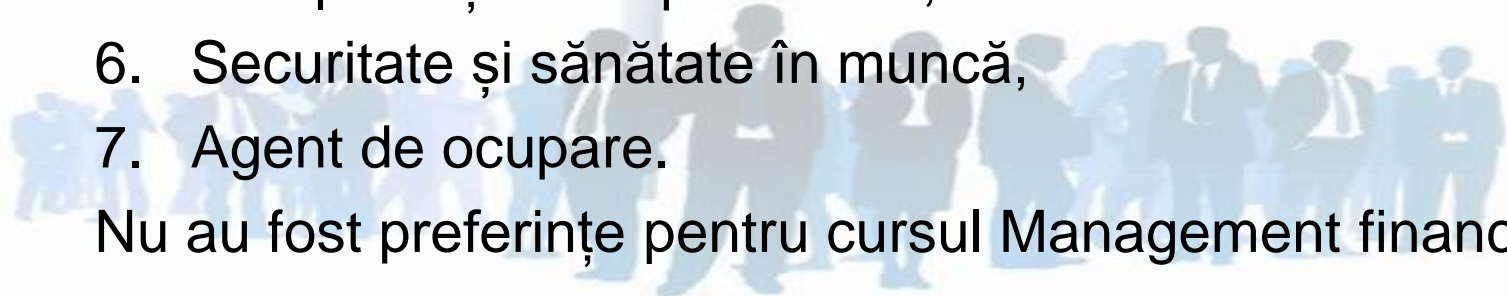 6. Securitate și sănătate în muncă,
7. Agent de ocupare.
Nu au fost preferințe pentru cursul Management